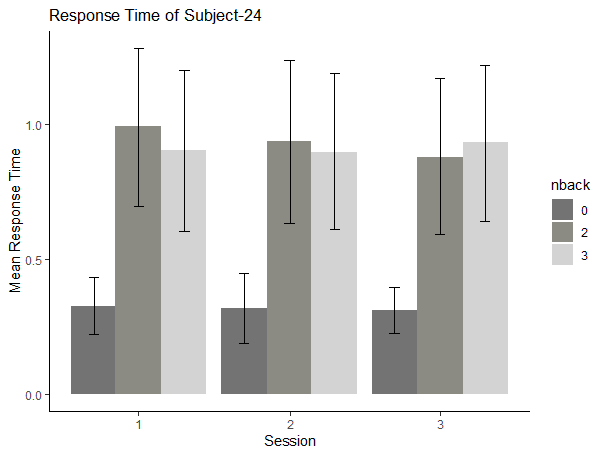 Response Time of Subject-24
Mean Response Time
1.0
0.5
0.0
1 2 3
Session
nback
0
2
3